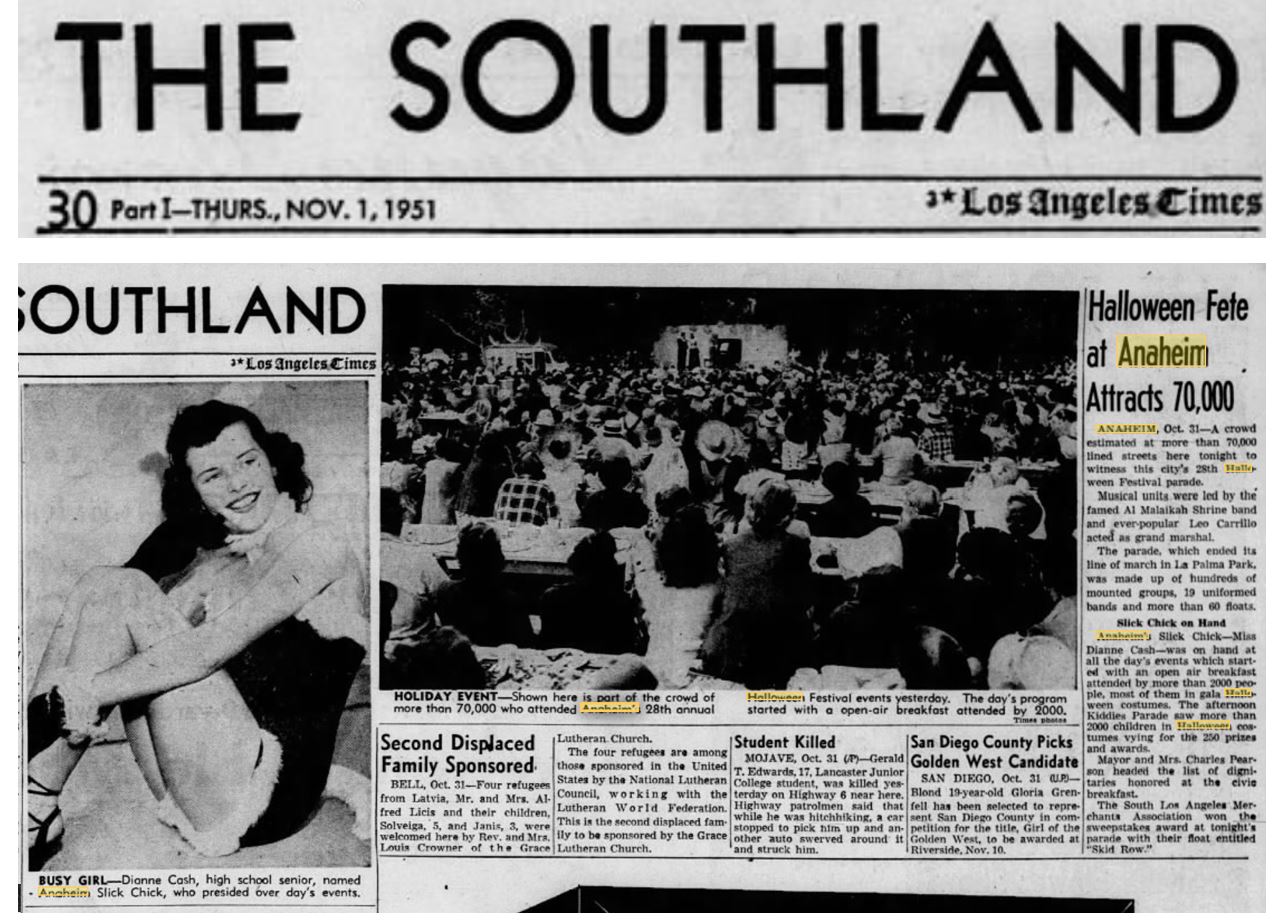 THE SOUTHLAND
30 Part I—THURS., NOV. 1, 1951
3★ Los Angeles Times
SOUTHLAND
3★ Los Angeles Times
BUSY GIRL—Dianne Cash, high school senior, named
Anaheim Slick Chick, who presided over day's events.
HOLIDAY EVENT—Shown here is part of the crowd of
more than 70,000 who attended Anaheim's 28th annual
Halloween Festival events yesterday. The day's program
started with a open-air breakfast attended by 2000.
Times photos
Second Displaced
Family Sponsored
BELL, Oct. 31—Four refugees
from Latvia, Mr. and Mrs. Al-
fred Licis and their children,
Solveiga, 5, and Janis, 3, were
welcomed here by Rev. and Mrs.
Louis Crowner of the Grace
Lutheran Church.
The four refugees are among
those sponsored in the United
States by the National Lutheran
Council, working with the
Lutheran World Federation.
This is the second displaced fam-
ily to be sponsored by the Grace
Lutheran Church.
Student Killed
MOJAVE, Oct. 31 (AP)—Gerald
T. Edwards, 17, Lancaster Junior
College student, was killed yes-
terday on Highway 6 near here.
Highway patrolmen said that
while he was hitchhiking, a car
stopped to pick him up and an-
other auto swerved around it
and struck him.
San Diego County Picks
Golden West Candidate
SAN DIEGO, Oct. 31 (U.P.)—
Blond 19-year-old Gloria Gren-
fell has been selected to repre-
sent San Diego County in com-
petition for the title, Girl of the
Golden West, to be awarded at
Riverside, Nov. 10.
Halloween Fete
at Anaheim
Attracts 70,000
ANAHEIM, Oct. 31—A crowd
estimated at more than 70,000
lined streets here tonight to
witness this city's 28th Hallo-
ween Festival parade.
Musical units were led by the
famed Al Malaikah Shrine band
and ever-popular Leo Carrillo
acted as grand marshal.
The parade, which ended its
line of march in La Palma Park,
was made up of hundreds of
mounted groups, 19 uniformed
bands and more than 60 floats.
Slick Chick on Hand
Anaheim's Slick Chick—Miss
Dianne Cash—was on hand at
all the day's events which start-
ed with an open air breakfast
attended by more than 2000 peo-
ple, most of them in gala Hallo-
ween costumes. The afternoon
Kiddies Parade saw more than
2000 children in Halloween cos-
tumes vying for the 250 prizes
and awards.
Mayor and Mrs. Charles Pear-
son headed the list of digni-
taries honored at the civic
breakfast.
The South Los Angeles Mer-
chants Association won the
sweepstakes award at tonight's
parade with their float entitled
"Skid Row."